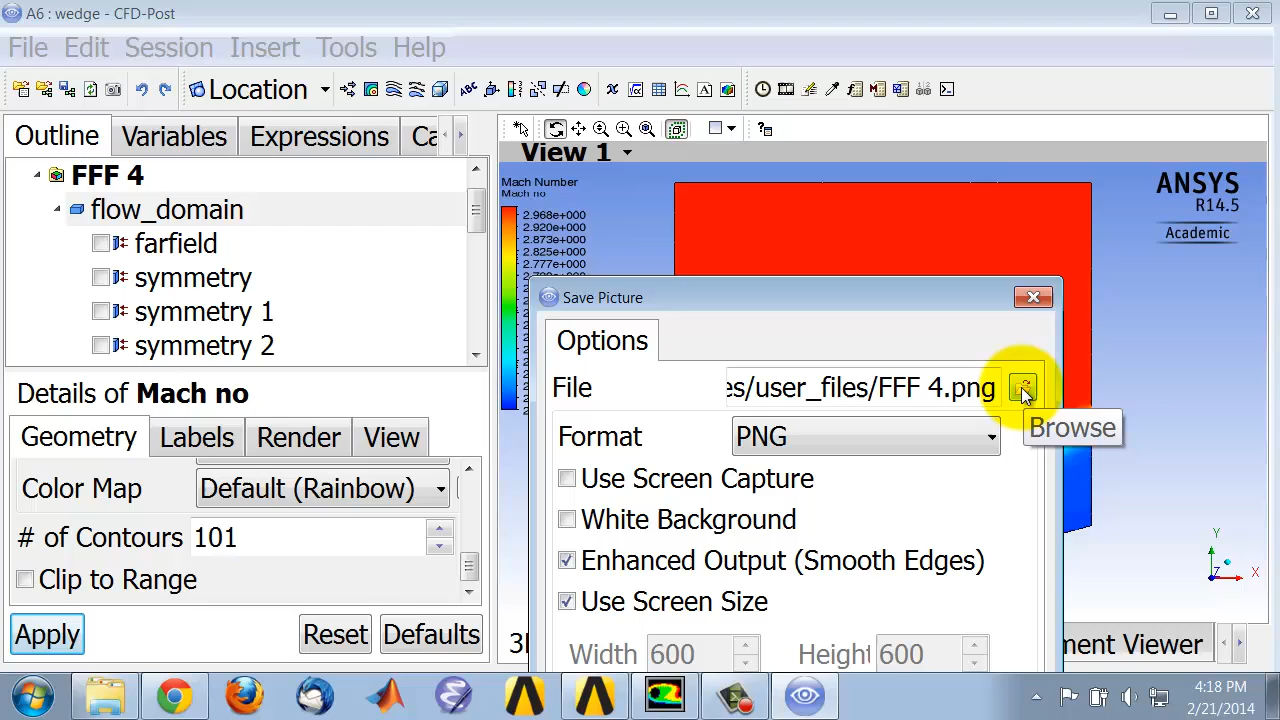 A6 : wedge - CFD-Post
File Edit Session Insert Tools Help
Location
Outline Variables Expressions Ca
View 1
FFF 4
flow_domain
farfield
symmetry
symmetry 1
symmetry 2
Mach Number
Mach no
2.968e+000
2.920e+000
2.873e+000
2.825e+000
2.777e+000
ANSYS
R14.5
Academic
Save Picture
Options
File es/user_files/FFF 4.png
Browse
Format PNG
Use Screen Capture
White Background
Enhanced Output (Smooth Edges)
Use Screen Size
Width 600 Height 600
Details of Mach no
Geometry Labels Render View
Color Map Default (Rainbow)
# of Contours 101
Clip to Range
Apply Reset Defaults
Y
X
Z
ment Viewer
4:18 PM
2/21/2014